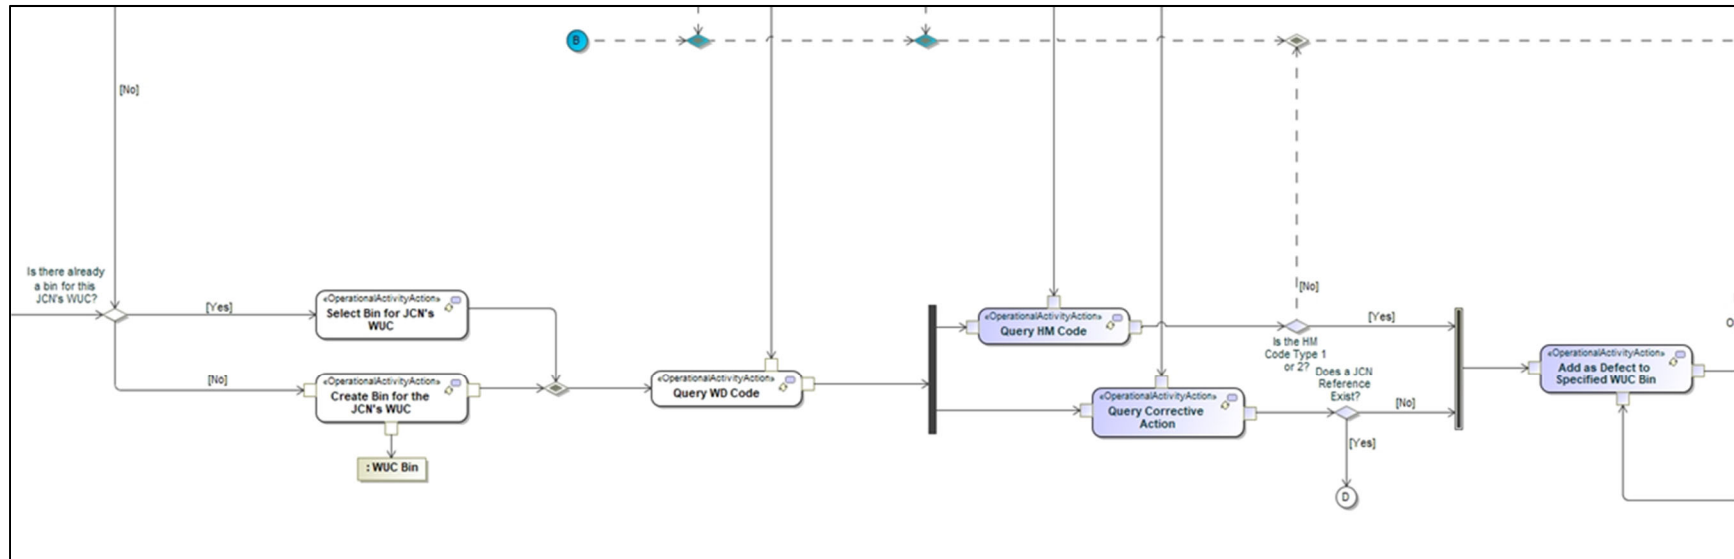 B
[No]
Is there already
a bin for this
JCN's WUC?
[Yes]
«OperationalActivityAction»
Select Bin for JCN's
WUC
[No]
«OperationalActivityAction»
Create Bin for the
JCN's WUC
: WUC Bin
«OperationalActivityAction»
Query WD Code
«OperationalActivityAction»
Query HM Code
[No]
[Yes]
Is the HM
Code Type 1
or 2?
«OperationalActivityAction»
Query Corrective
Action
Does a JCN
Reference
Exist?
[No]
[Yes]
D
«OperationalActivityAction»
Add as Defect to
Specified WUC Bin